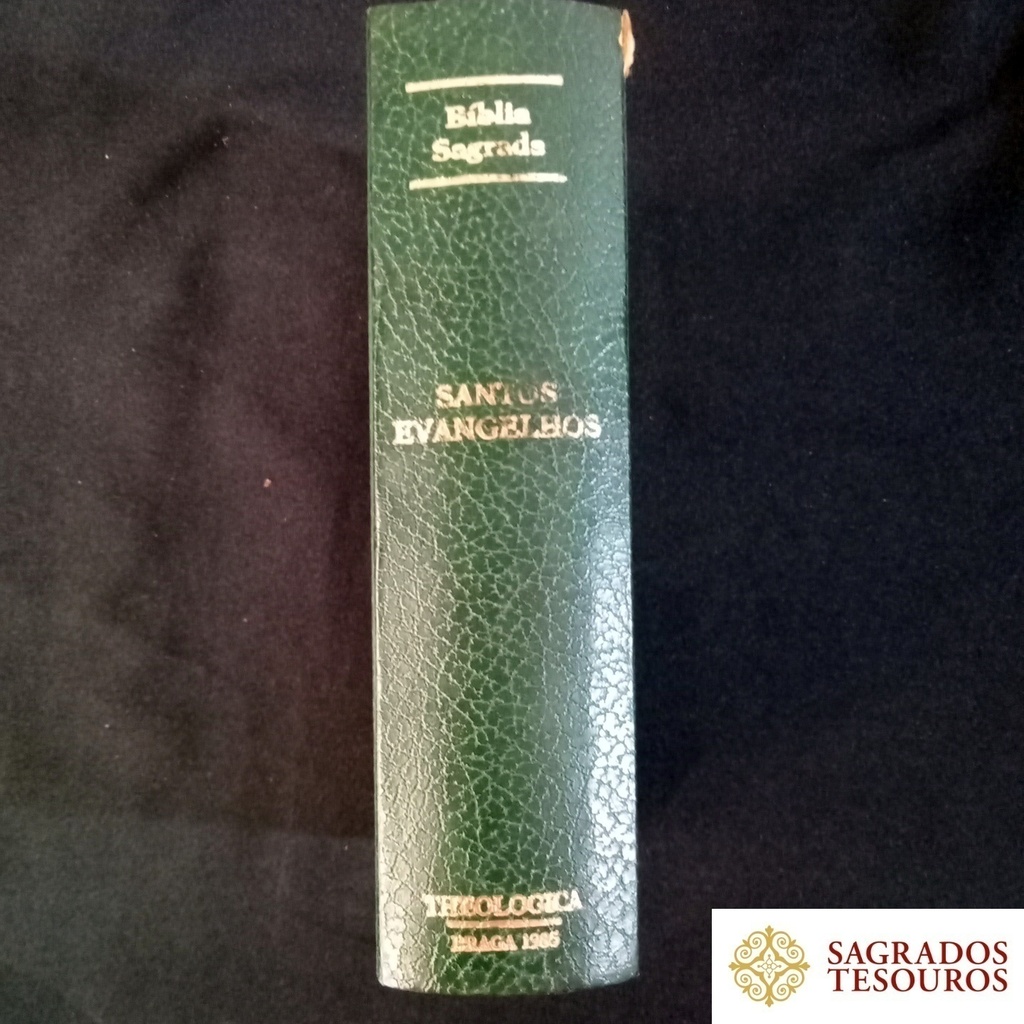 Bíblia
Sagrada
SANTOS
EVANGELHOS
THEOLOGICA
BRAGA 1985
SAGRADOS
TESOUROS